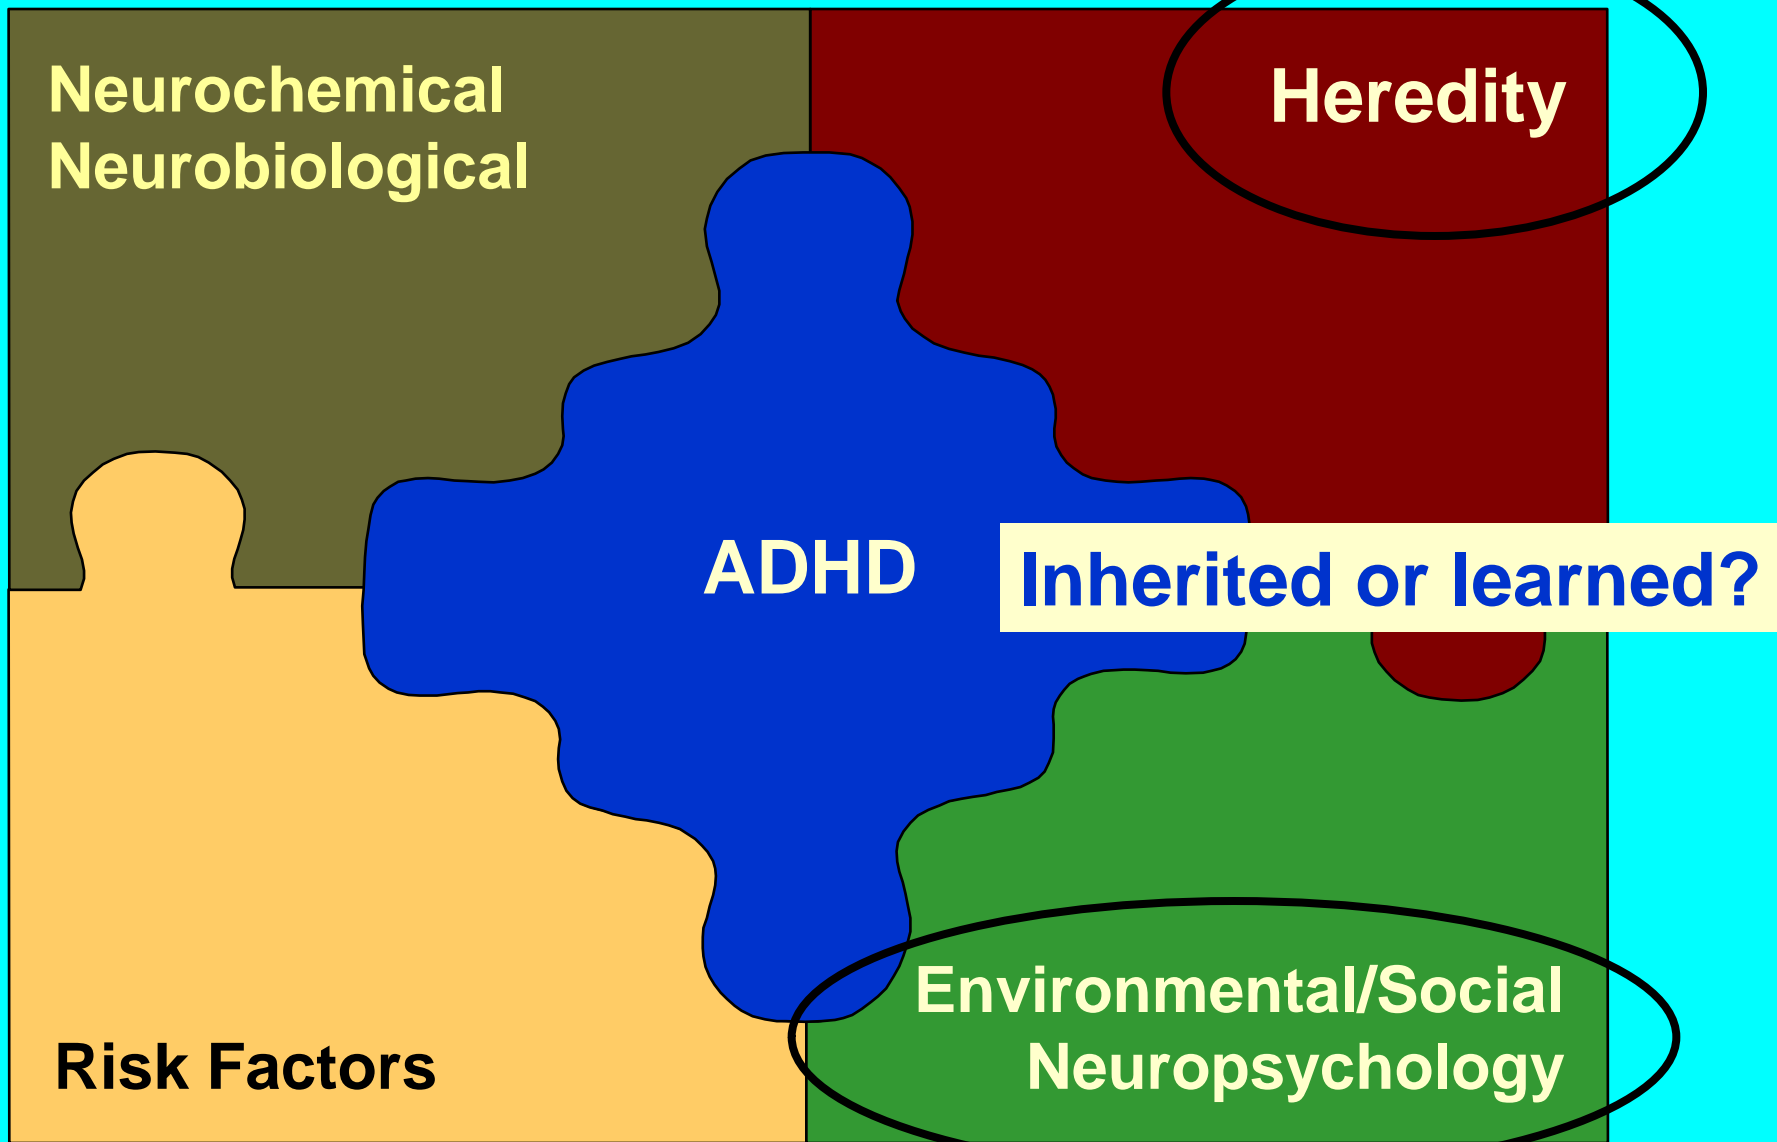 Neurochemical
Neurobiological
Heredity
ADHD
Inherited or learned?
Risk Factors
Environmental/Social
Neuropsychology